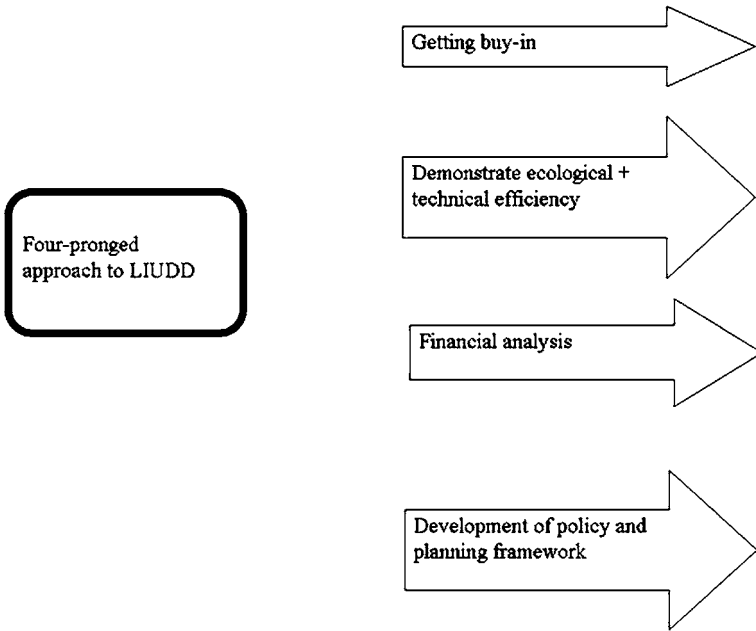 Getting buy-in
Demonstrate ecological +
technical efficiency
Four-pronged
approach to LIUDD
Financial analysis
Development of policy and
planning framework